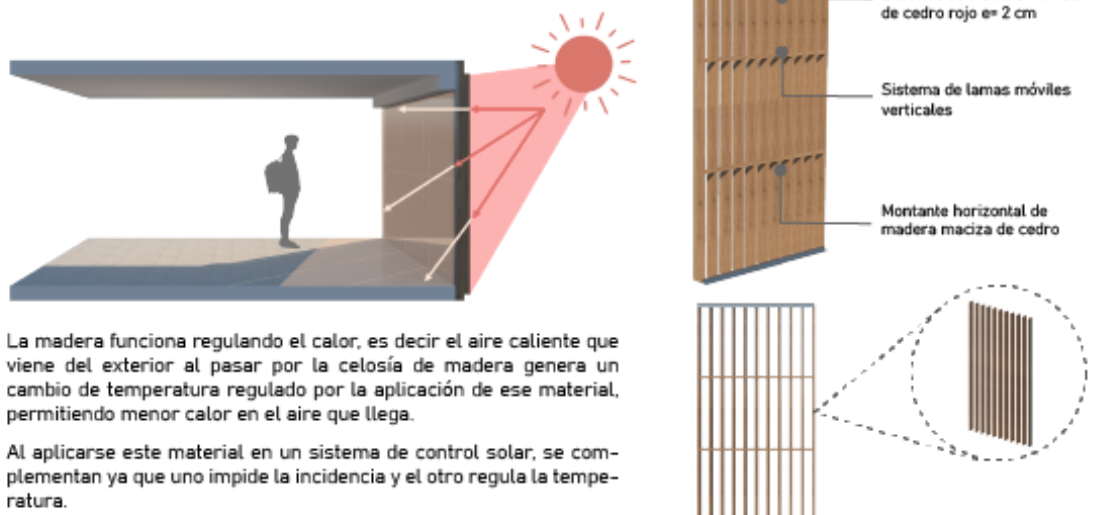 de cedro rojo e= 2 cm
Sistema de lamas móviles
verticales
Montante horizontal de
madera maciza de cedro
La madera funciona regulando el calor, es decir el aire caliente que
viene del exterior al pasar por la celosía de madera genera un
cambio de temperatura regulado por la aplicación de ese material,
permitiendo menor calor en el aire que llega.
Al aplicarse este material en un sistema de control solar, se com-
plementan ya que uno impide la incidencia y el otro regula la tempe-
ratura.